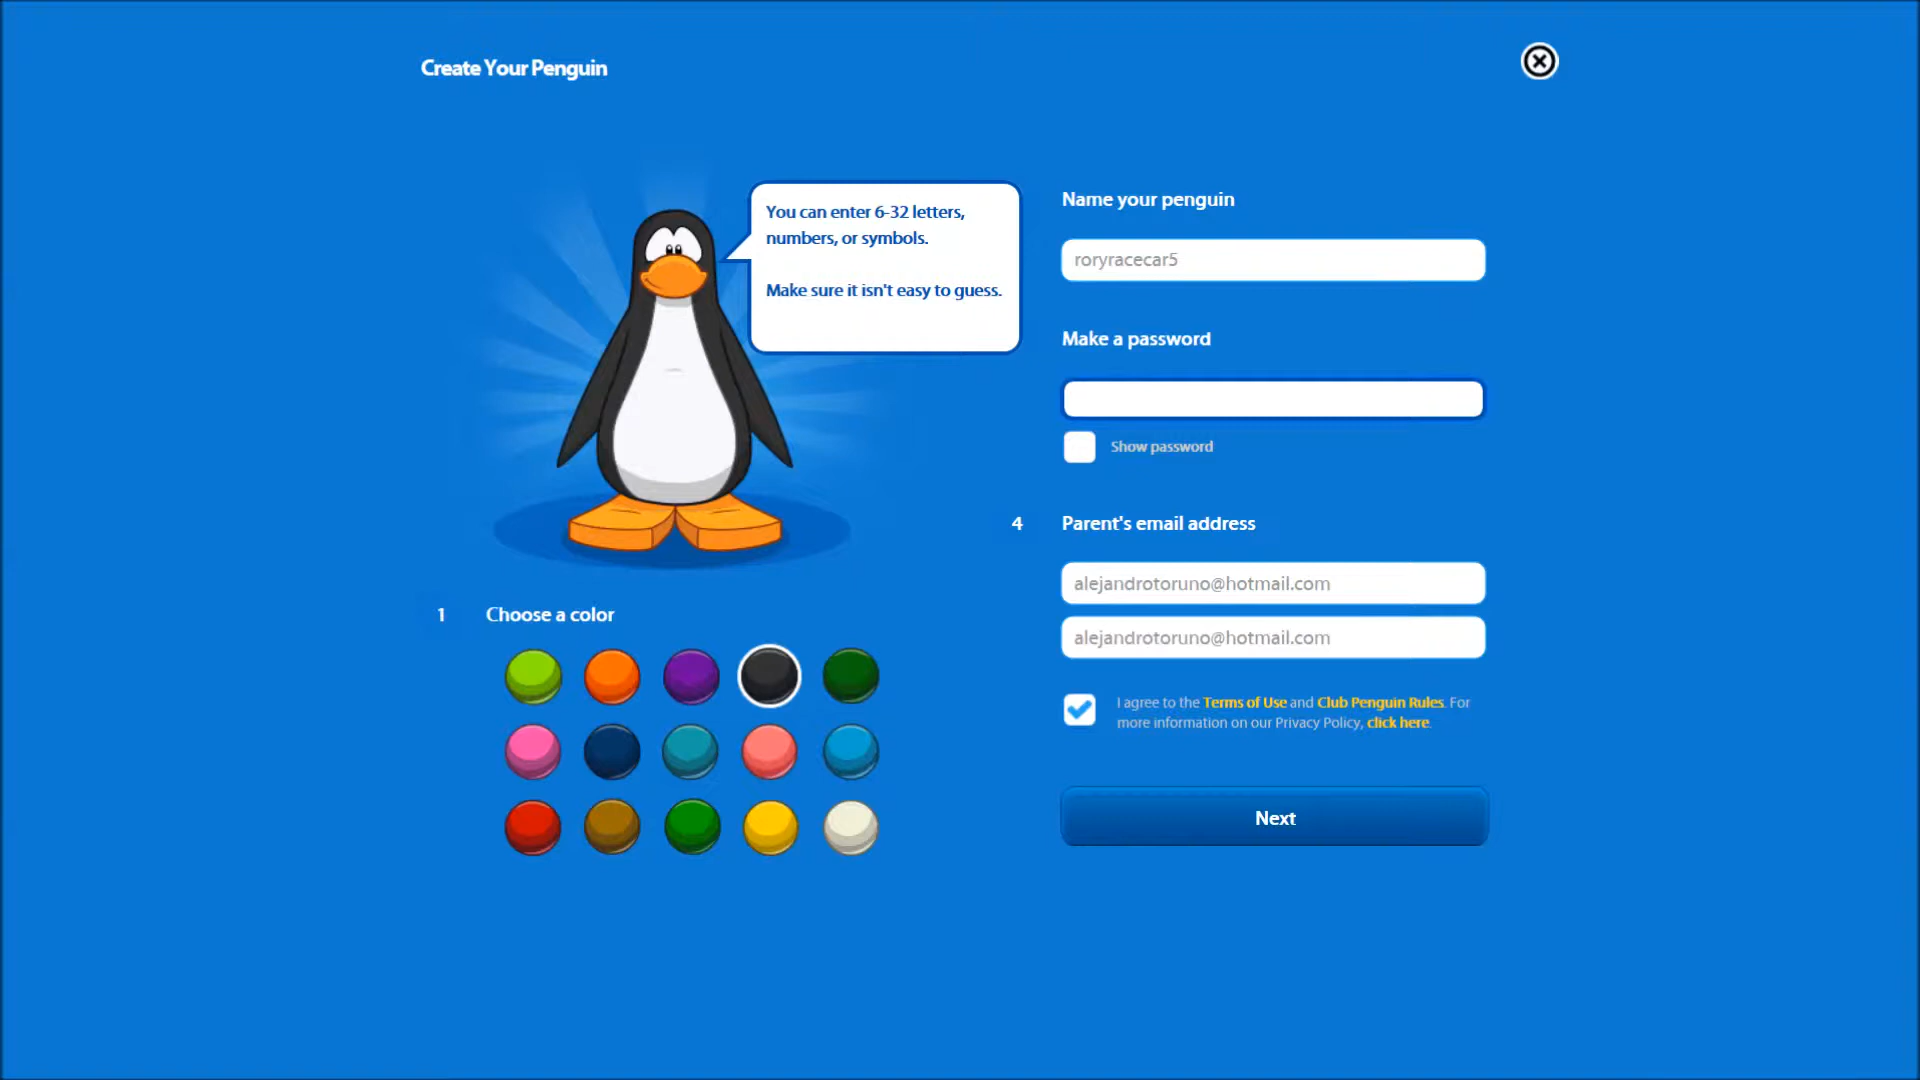 Create Your Penguin
You can enter 6-32 letters,
numbers, or symbols.
Make sure it isn't easy to guess.
Name your penguin
roryracecar5
Make a password
Show password
4 Parent's email address
alejandrotoruno@hotmail.com
alejandrotoruno@hotmail.com
I agree to the Terms of Use and Club Penguin Rules. For
more information on our Privacy Policy, click here.
Next
1 Choose a color